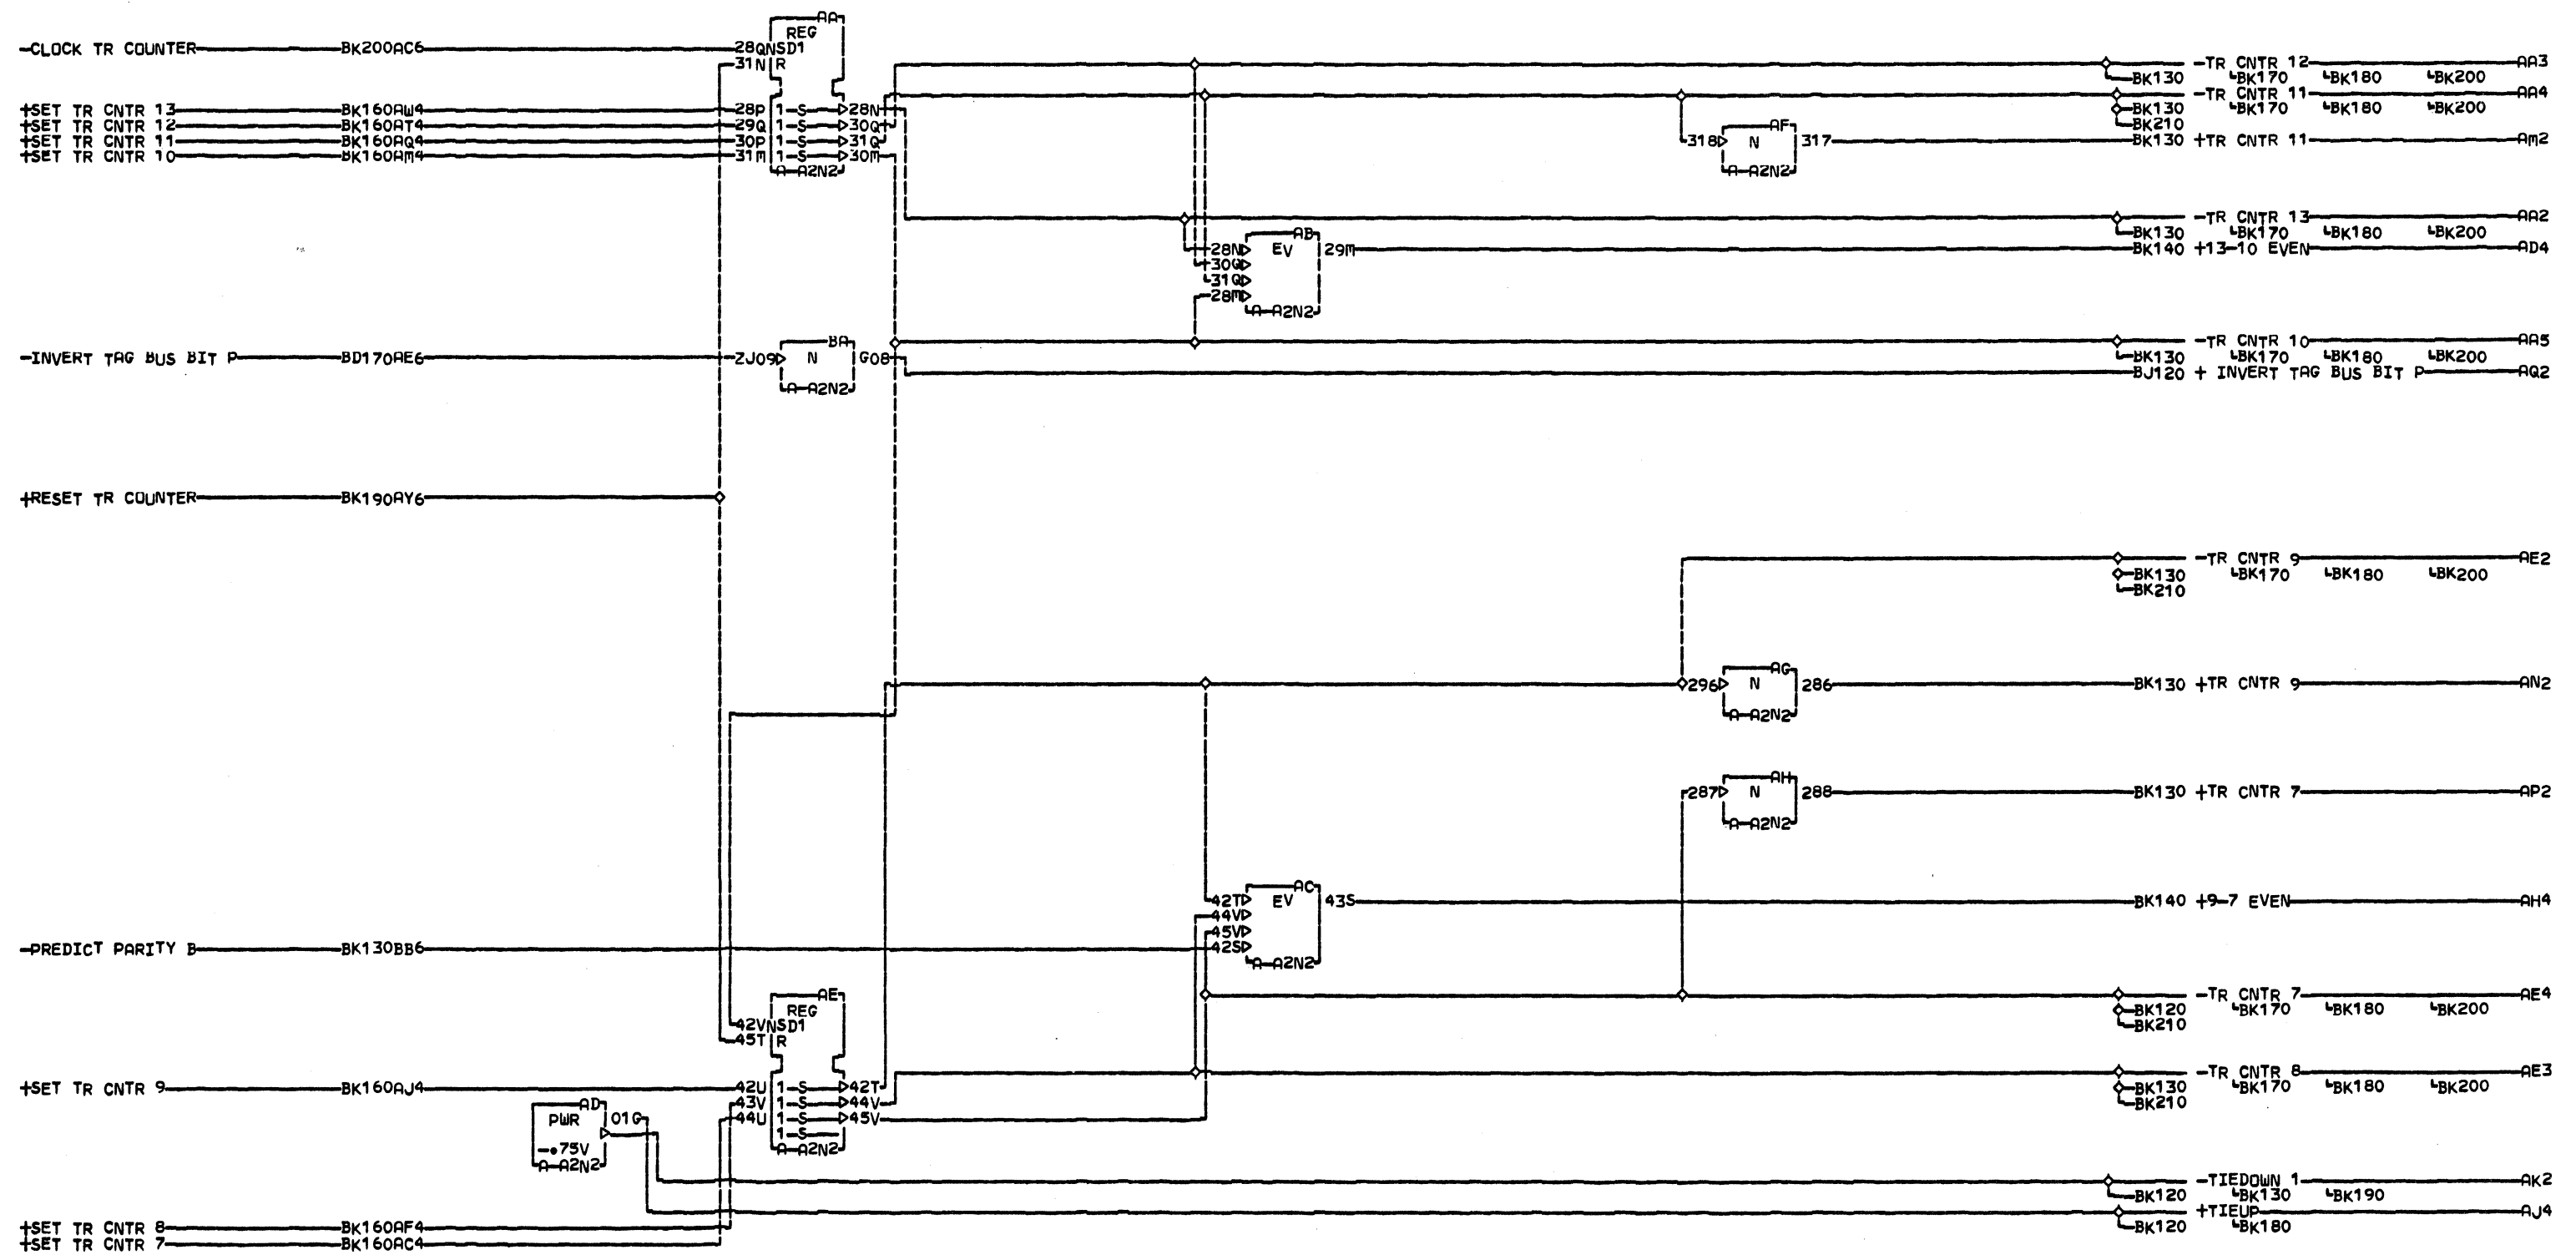 AA
REG
-CLOCK TR COUNTER BK200AC6 28Q NSD1
31N R
-TR CNTR 12 AA3
BK130 BK170 BK180 BK200
-TR CNTR 11 AA4
+SET TR CNTR 13 BK160AW4 28P 1 S 28N BK130 BK170 BK180 BK200
+SET TR CNTR 12 BK160AT4 29Q 1 S 30Q AF BK210
+SET TR CNTR 11 BK160AQ4 30P 1 S 31Q 318 N 317 BK130 +TR CNTR 11 AM2
+SET TR CNTR 10 BK160AM4 31M 1 S 30M
A-A2N2 A-A2N2
-TR CNTR 13 AA2
AB BK130 BK170 BK180 BK200
28N EV 29M BK140 +13-10 EVEN AD4
30Q
31Q
28M
A-A2N2
BA -TR CNTR 10 AA5
-INVERT TAG BUS BIT P BD170AE6 ZJ09 N G08 BK130 BK170 BK180 BK200
BJ120 + INVERT TAG BUS BIT P AQ2
A-A2N2
+RESET TR COUNTER BK190AY6
-TR CNTR 9 AE2
BK130 BK170 BK180 BK200
BK210
AG
296 N 286 BK130 +TR CNTR 9 AN2
A-A2N2
AH
287 N 288 BK130 +TR CNTR 7 AP2
A-A2N2
AC
42T EV 43S BK140 +9-7 EVEN AH4
44V
45V
-PREDICT PARITY B BK130BB6 42S
A-A2N2
AE -TR CNTR 7 AE4
REG BK120 BK170 BK180 BK200
42V NSD1 BK210
45T R
-TR CNTR 8 AE3
+SET TR CNTR 9 BK160AJ4 42U 1 S 42T BK130 BK170 BK180 BK200
AD 43V 1 S 44V BK210
PWR 01G 44U 1 S 45V
1 S
-.75V A-A2N2
A-A2N2
-TIEDOWN 1 AK2
BK120 BK130 BK190
+TIEUP AJ4
+SET TR CNTR 8 BK160AF4 BK120 BK180
+SET TR CNTR 7 BK160AC4